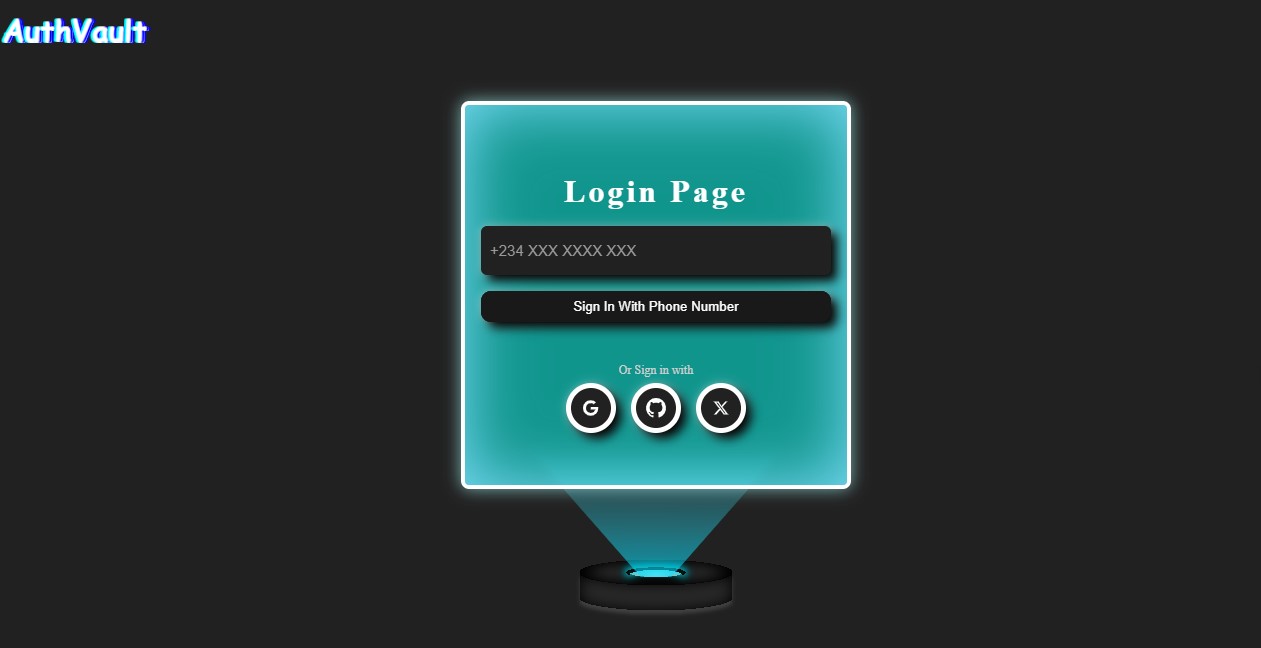 AuthVault
Login Page
+234 XXX XXXX XXX
Sign In With Phone Number
Or Sign in with